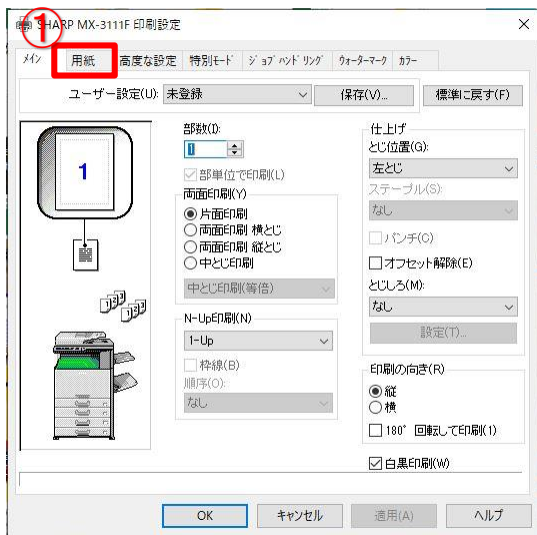 ①
SHARP MX-3111F 印刷設定
メイン 用紙 高度な設定 特別モード ジョブハンドリング ウォーターマーク カラー
ユーザー設定(U): 未登録 保存(V)... 標準に戻す(F)
部数(I):
1
部単位で印刷(L)
両面印刷(Y)
片面印刷
両面印刷 横とじ
両面印刷 縦とじ
中とじ印刷
中とじ印刷(等倍)
N-Up印刷(N)
1-Up
枠線(B)
順序(O):
なし
仕上げ
とじ位置(G):
左とじ
ステープル(S):
なし
パンチ(C)
オフセット解除(E)
とじしろ(M):
なし
設定(T)...
印刷の向き(R)
縦
横
180° 回転して印刷(1)
白黒印刷(W)
1
1 2 3
1 2 3
OK キャンセル 適用(A) ヘルプ